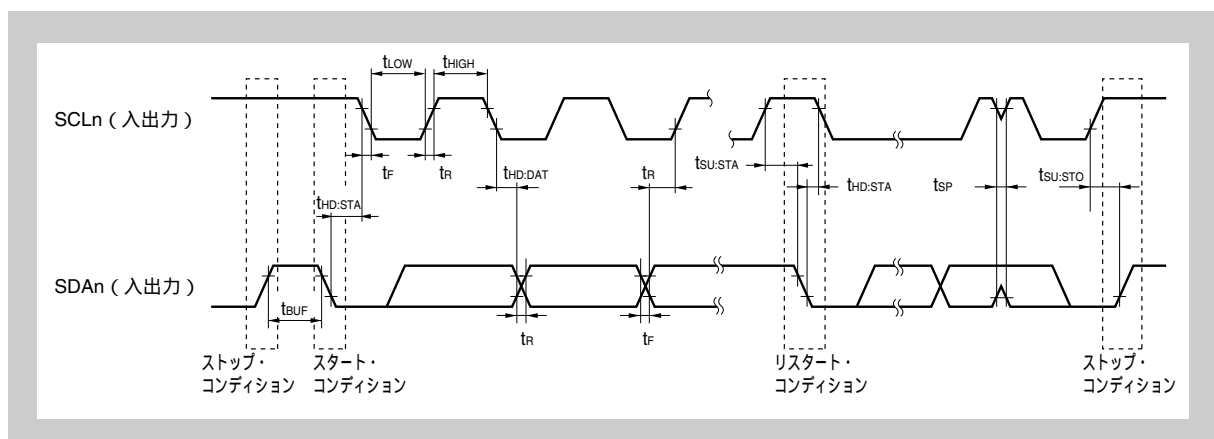 tLOW
tHIGH
SCLn（入出力）
tF
tR
tHD:DAT
tR
tSU:STA
tHD:STA
tSP
tSU:STO
tHD:STA
SDAn（入出力）
tBUF
tR
tF
ストップ・
コンディション
スタート・
コンディション
リスタート・
コンディション
ストップ・
コンディション